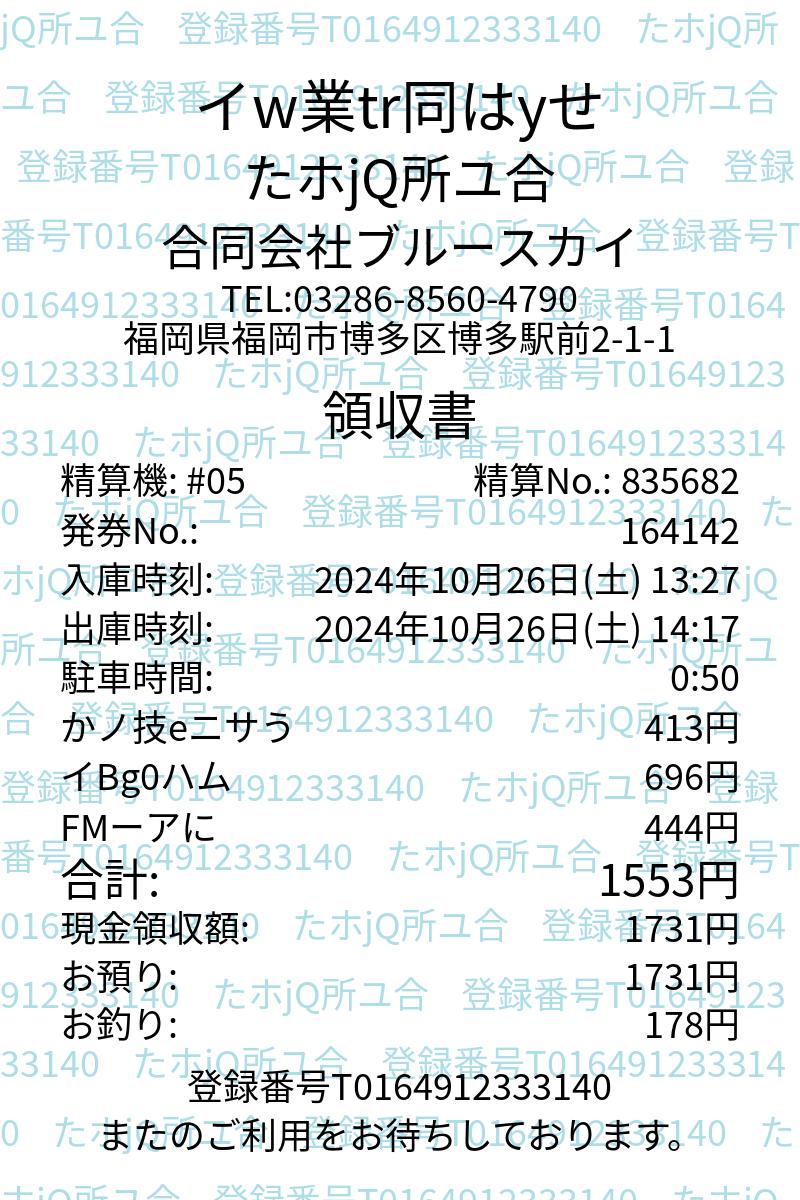 イw業tr同はyせ
たホjQ所ユ合
合同会社ブルースカイ
TEL:03286-8560-4790
福岡県福岡市博多区博多駅前2-1-1
領収書
精算機: #05 精算No.: 835682
発券No.: 164142
入庫時刻: 2024年10月26日(土) 13:27
出庫時刻: 2024年10月26日(土) 14:17
駐車時間: 0:50
かノ技eニサう 413円
イBg0ハム 696円
FMーアに 444円
合計: 1553円
現金領収額: 1731円
お預り: 1731円
お釣り: 178円
登録番号T0164912333140
またのご利用をお待ちしております。